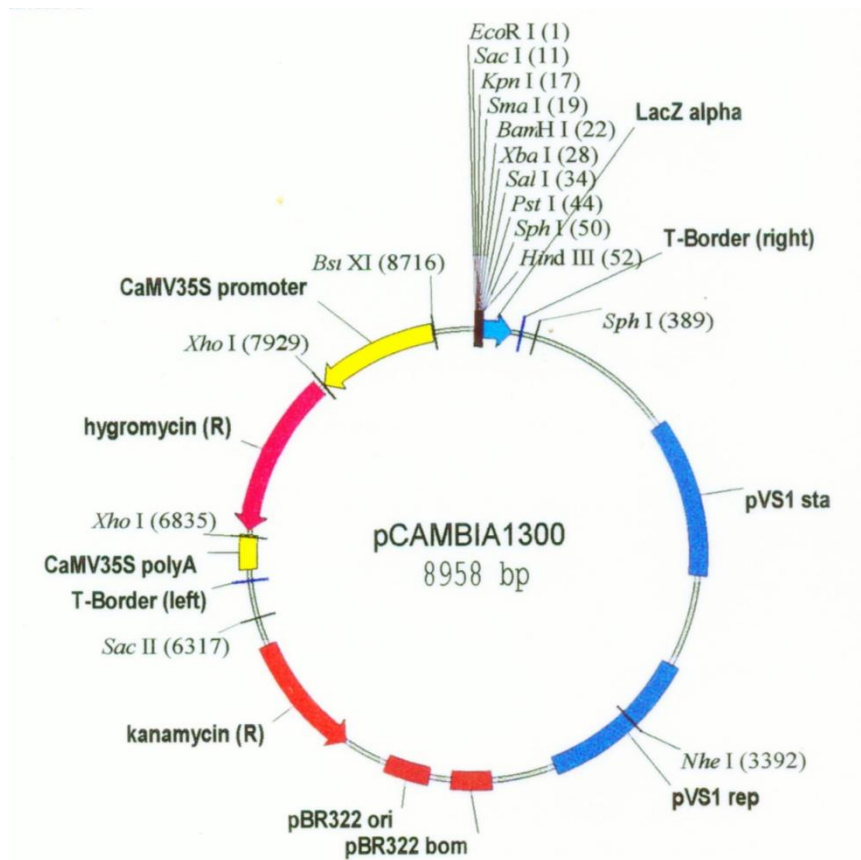 EcoR I (1)
Sac I (11)
Kpn I (17)
Sma I (19)
BamH I (22)
Xba I (28)
Sal I (34)
Pst I (44)
Sph I (50)
Hind III (52)
LacZ alpha
T-Border (right)
Sph I (389)
BstXI (8716)
CaMV35S promoter
Xho I (7929)
hygromycin (R)
pVS1 sta
Xho I (6835)
CaMV35S polyA
T-Border (left)
Sac II (6317)
pCAMBIA1300
8958 bp
kanamycin (R)
Nhe I (3392)
pVS1 rep
pBR322 ori
pBR322 bom